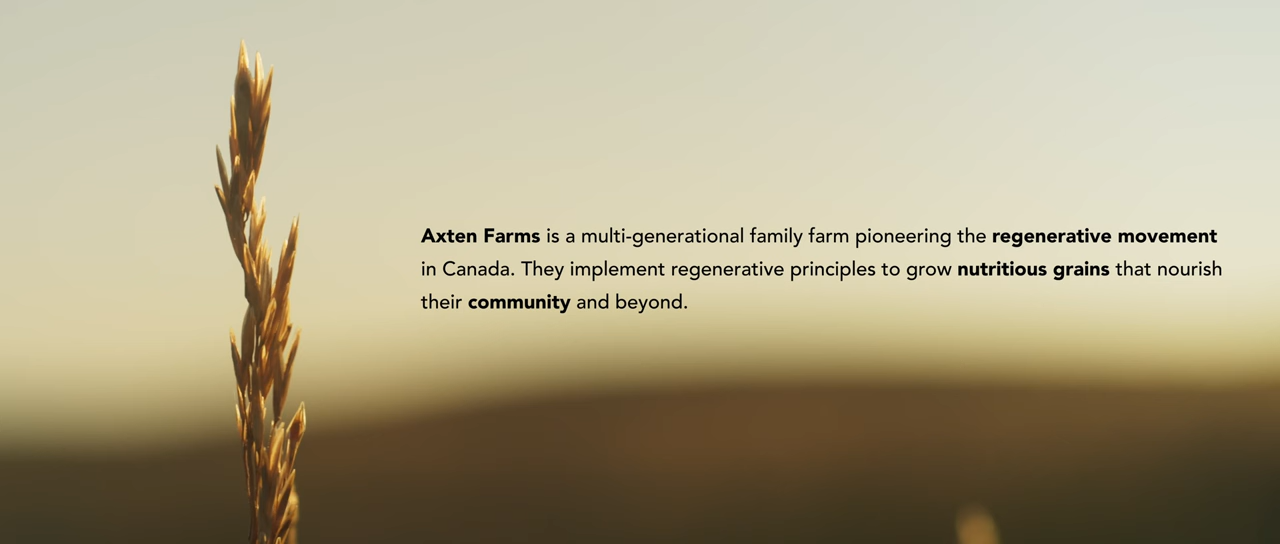 Axten Farms is a multi-generational family farm pioneering the regenerative movement
in Canada. They implement regenerative principles to grow nutritious grains that nourish
their community and beyond.